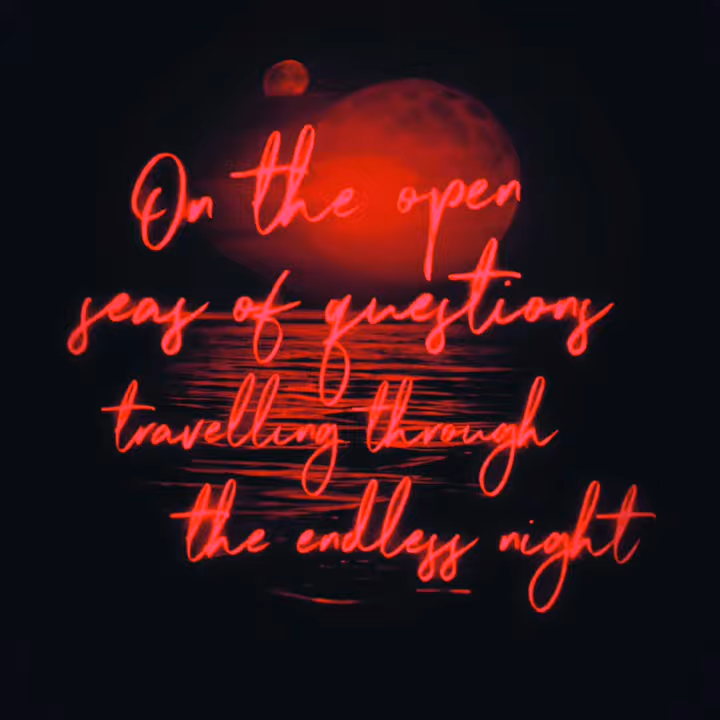 On the open
seas of questions
travelling through
the endless night